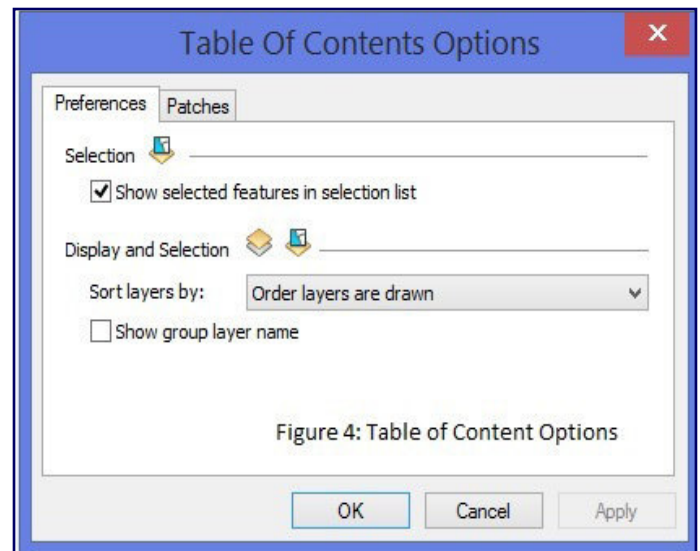 Table Of Contents Options
Preferences Patches
Selection
Show selected features in selection list
Display and Selection
Sort layers by: Order layers are drawn
Show group layer name
Figure 4: Table of Content Options
OK Cancel Apply